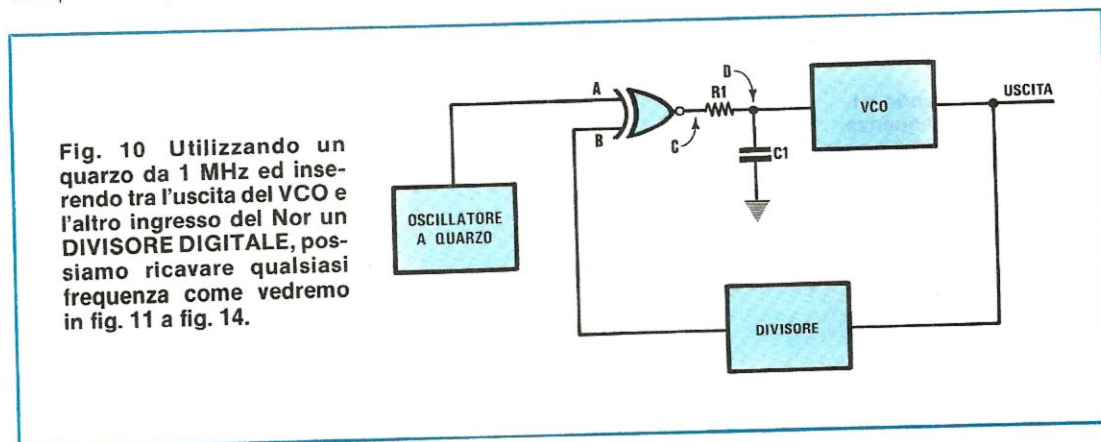 Fig. 10 Utilizzando un
quarzo da 1 MHz ed inse-
rendo tra l'uscita del VCO e
l'altro ingresso del Nor un
DIVISORE DIGITALE, pos-
siamo ricavare qualsiasi
frequenza come vedremo
in fig. 11 a fig. 14.
OSCILLATORE
A QUARZO
A
B
C
R1
D
C1
VCO
USCITA
DIVISORE